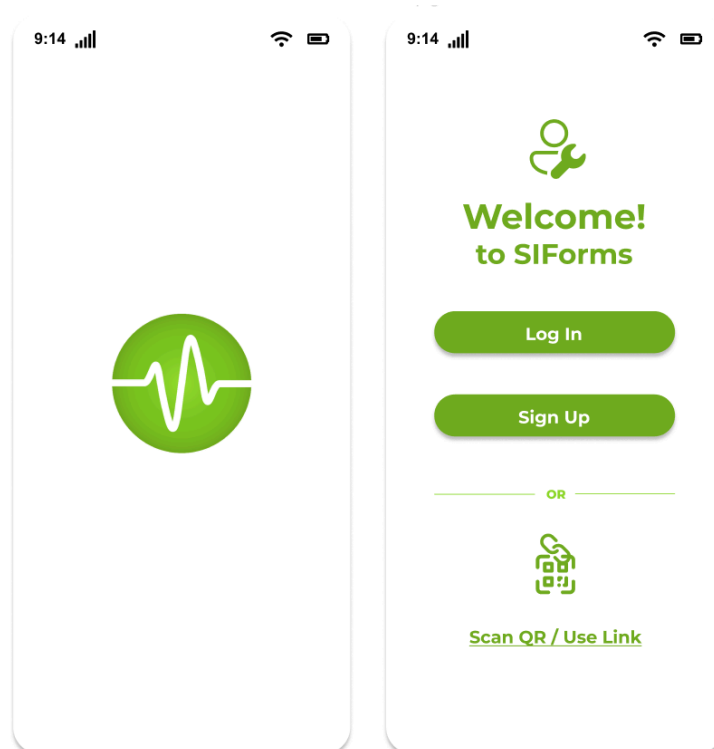 9:14
9:14
Welcome!
to SIForms
Log In
Sign Up
OR
Scan QR / Use Link